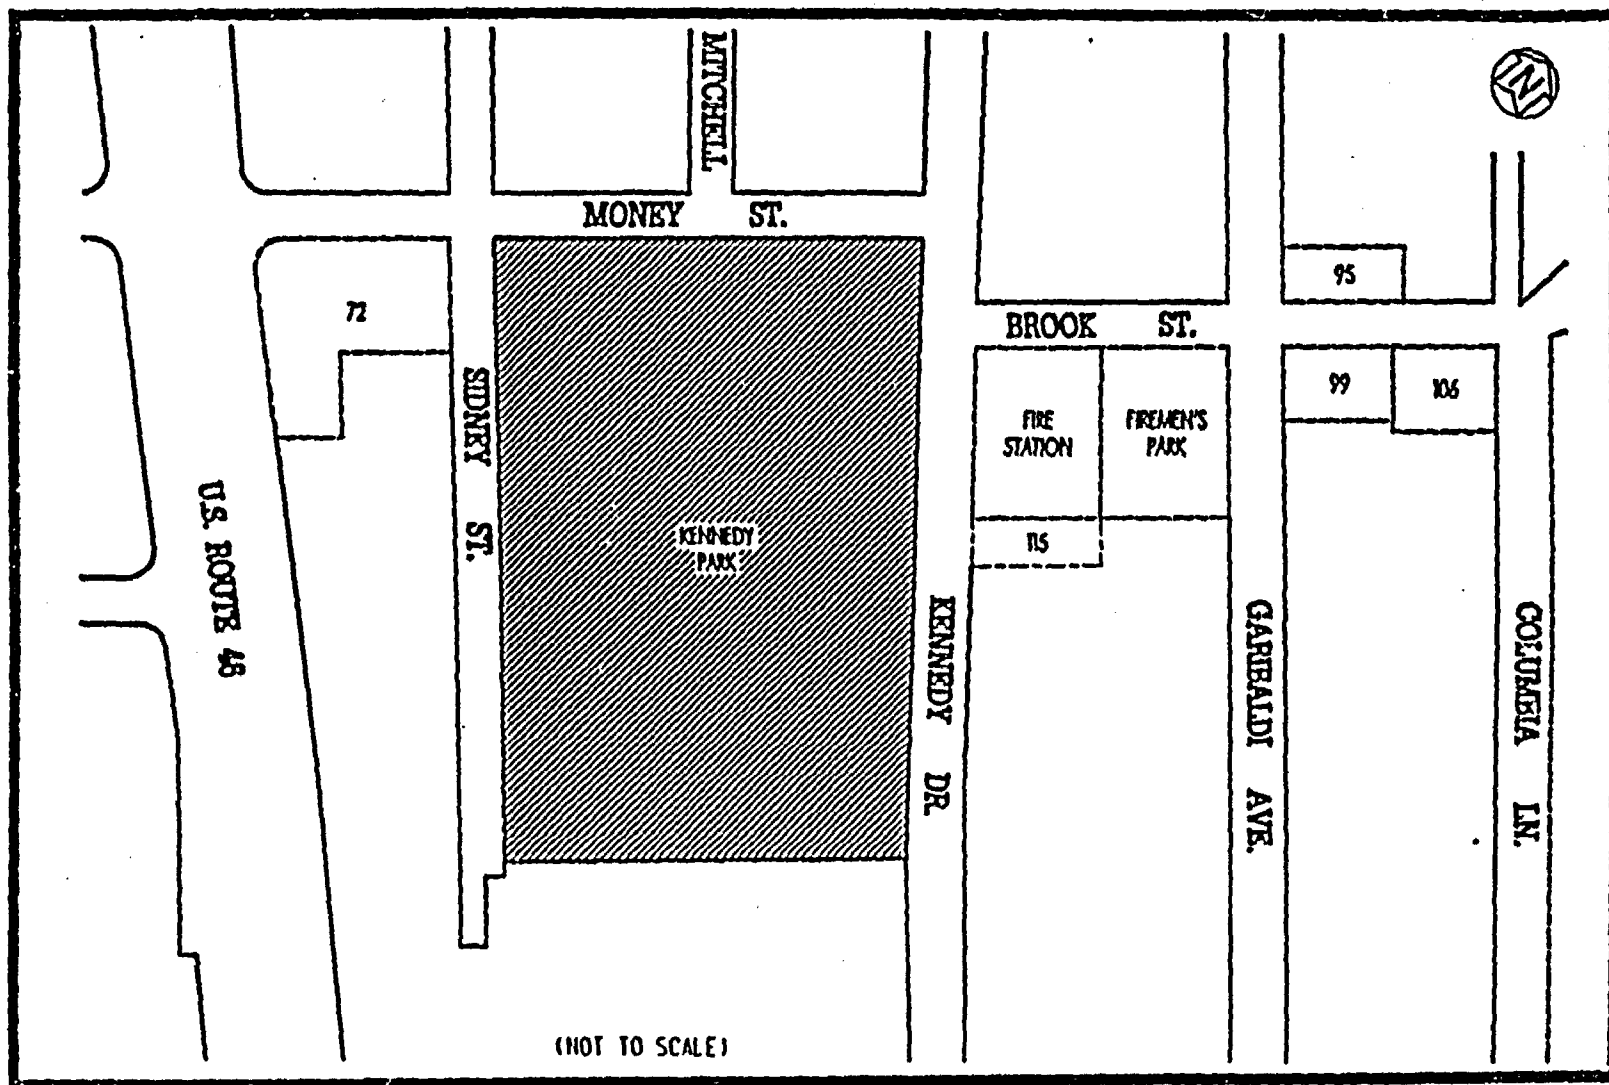 MITCHELL
N
MONEY ST.
95
72
BROOK ST.
99
106
SIDNEY ST.
FIRE
STATION
FIREMEN'S
PARK
U.S. ROUTE 46
KENNEDY
PARK
115
KENNEDY DR.
GARIBALDI AVE.
COLUMBIA LN.
(NOT TO SCALE)